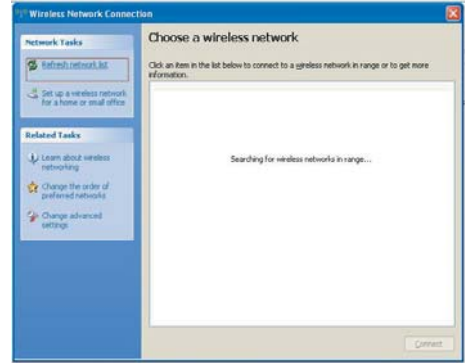 Wireless Network Connection
Network Tasks
Refresh network list
Set up a wireless network
for a home or small office
Related Tasks
Learn about wireless
networking
Change the order of
preferred networks
Change advanced
settings
Choose a wireless network
Click an item in the list below to connect to a wireless network in range or to get more
information.
Searching for wireless networks in range...
Connect